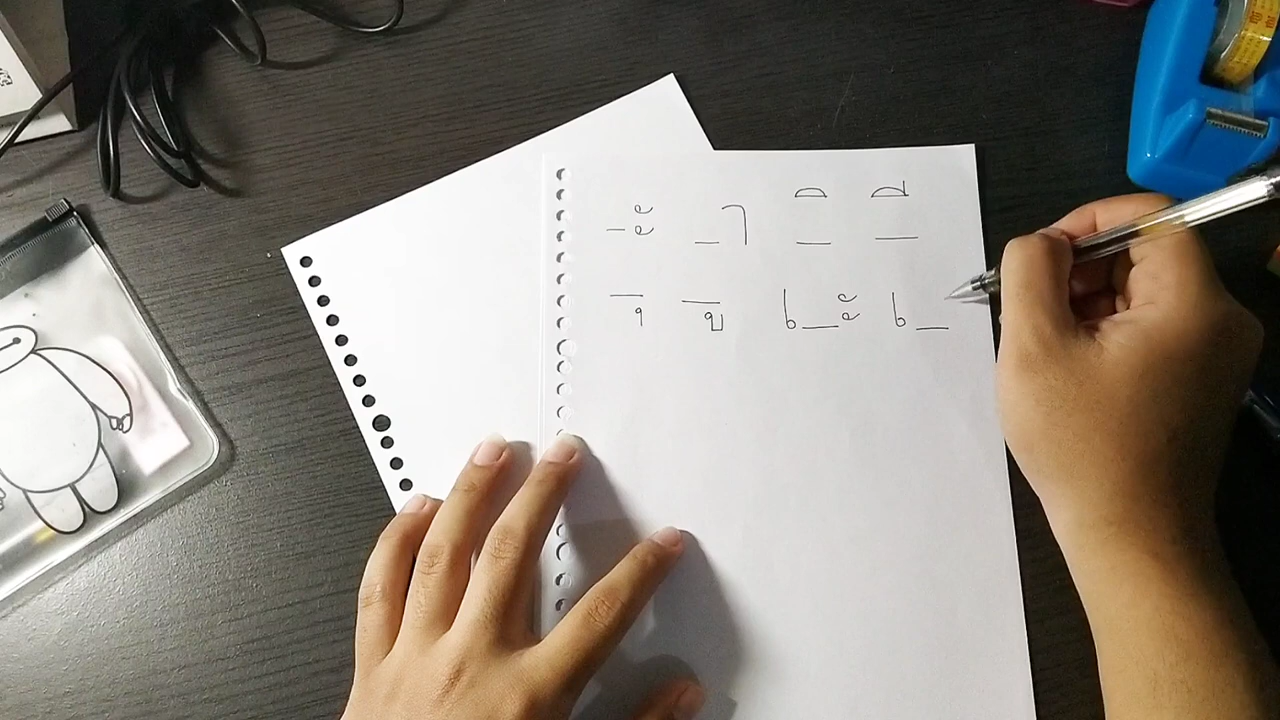 _ะ _า _ิ _ี
_ุ _ู เ_ะ เ_